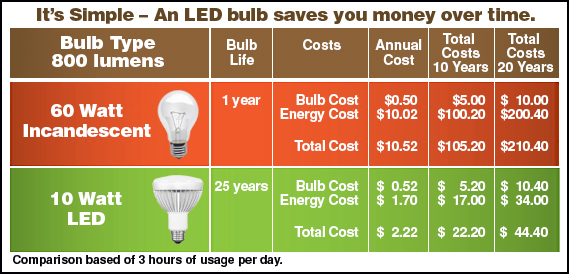 It's Simple – An LED bulb saves you money over time.
Bulb Type
800 lumens
Bulb
Life
Costs
Annual
Cost
Total
Costs
10 Years
Total
Costs
20 Years
60 Watt
Incandescent
1 year
Bulb Cost $0.50 $5.00 $ 10.00
Energy Cost $10.02 $100.20 $200.40
Total Cost $10.52 $105.20 $210.40
10 Watt
LED
25 years
Bulb Cost $ 0.52 $ 5.20 $ 10.40
Energy Cost $ 1.70 $ 17.00 $ 34.00
Total Cost $ 2.22 $ 22.20 $ 44.40
Comparison based of 3 hours of usage per day.